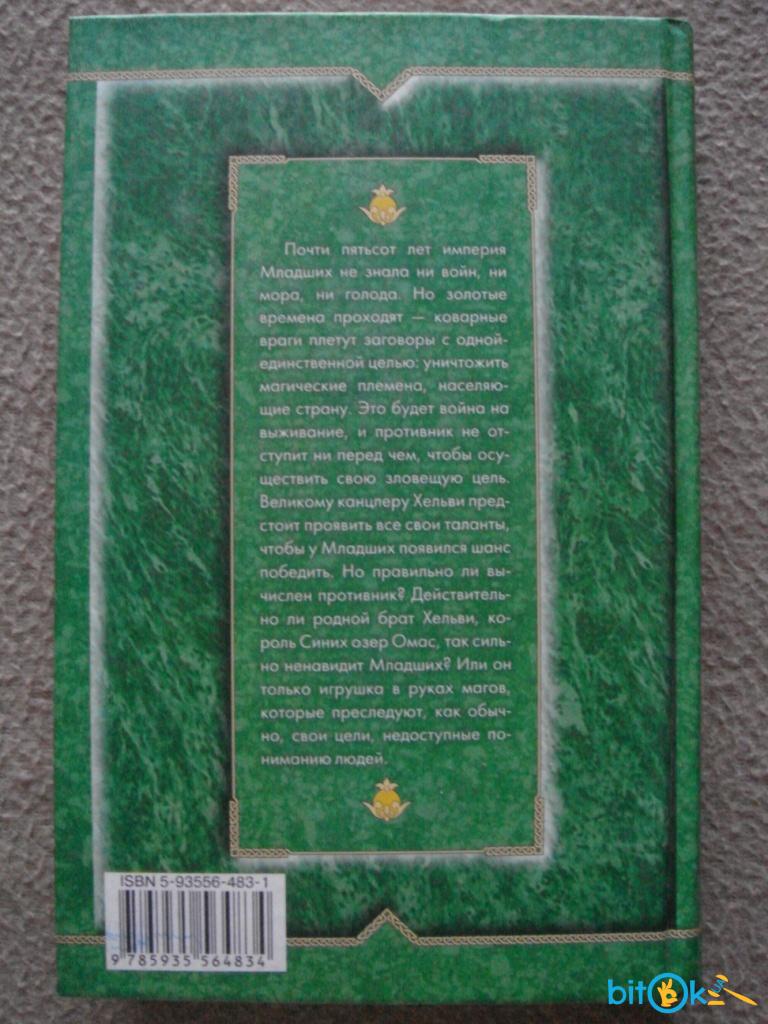 Почти пятьсот лет империя
Младших не знала ни войн, ни
мора, ни голода. Но золотые
времена проходят — коварные
враги плетут заговоры с одной-
единственной целью: уничтожить
магические племена, населяю-
щие страну. Это будет война на
выживание, и противник не от-
ступит ни перед чем, чтобы осу-
ществить свою зловещую цель.
Великому канцлеру Хельви пред-
стоит проявить все свои таланты,
чтобы у Младших появился шанс
победить. Но правильно ли вы-
числен противник? Действитель-
но ли родной брат Хельви, ко-
роль Синих озер Омас, так силь-
но ненавидит Младших? Или он
только игрушка в руках магов,
которые преследуют, как обыч-
но, свои цели, недоступные по-
ниманию людей.
ISBN 5-93556-483-1
9 785935 564834
bitOk